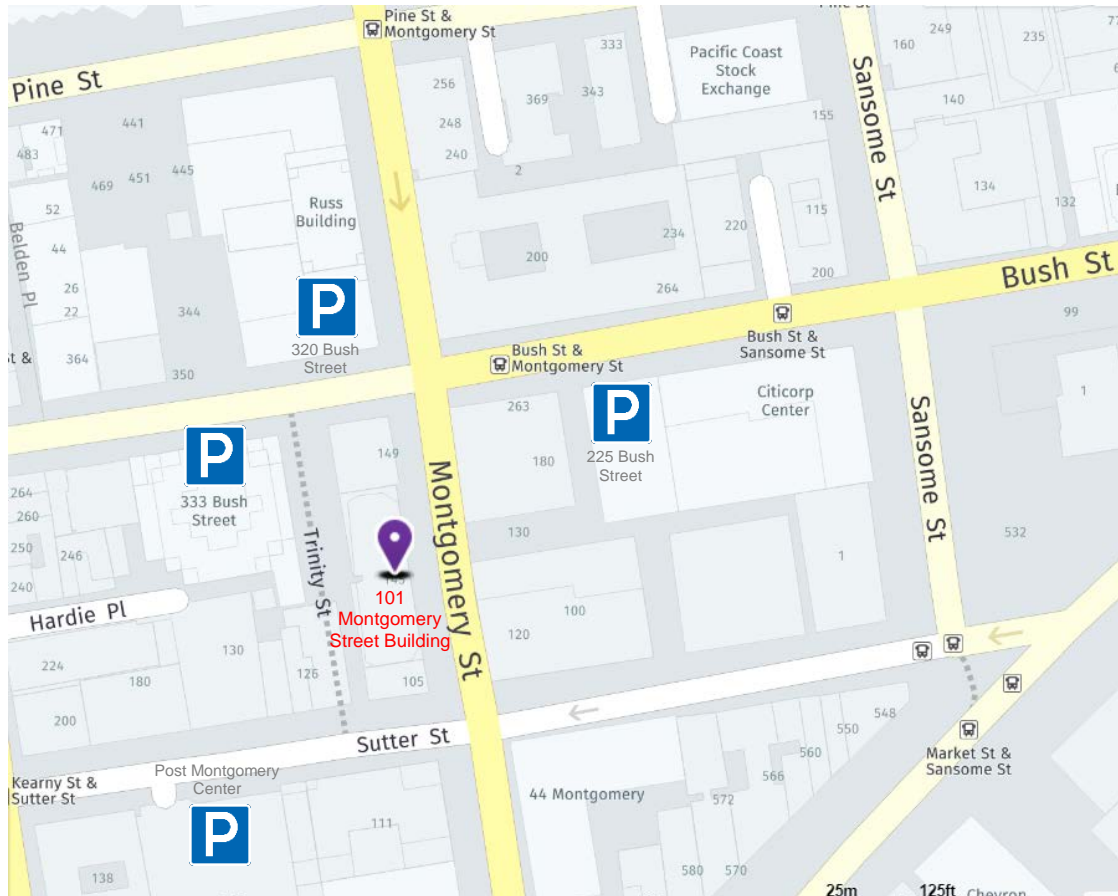 Pine St &
Montgomery St
Pine St
256
248
240
369
333
343
2
Pacific Coast
Stock
Exchange
155
Sansome St
160
249
235
140
134
132
471
483
441
469
451
445
52
44
26
22
364
Belden Pl
344
350
Russ
Building
P
320 Bush
Street
200
234
220
264
115
200
Bush St
99
1
Bush St &
Montgomery St
Bush St &
Sansome St
P
333 Bush
Street
149
263
180
130
P
225 Bush
Street
Citicorp
Center
Sansome St
532
1
264
260
250
246
240
Hardie Pl
Trinity St
Montgomery St
101
Montgomery
Street Building
100
120
105
224
180
200
130
126
Sutter St
Kearny St &
Sutter St
Post Montgomery
Center
P
138
111
44 Montgomery
572
566
560
550
548
580
570
Market St &
Sansome St
25m
125ft
Chevron